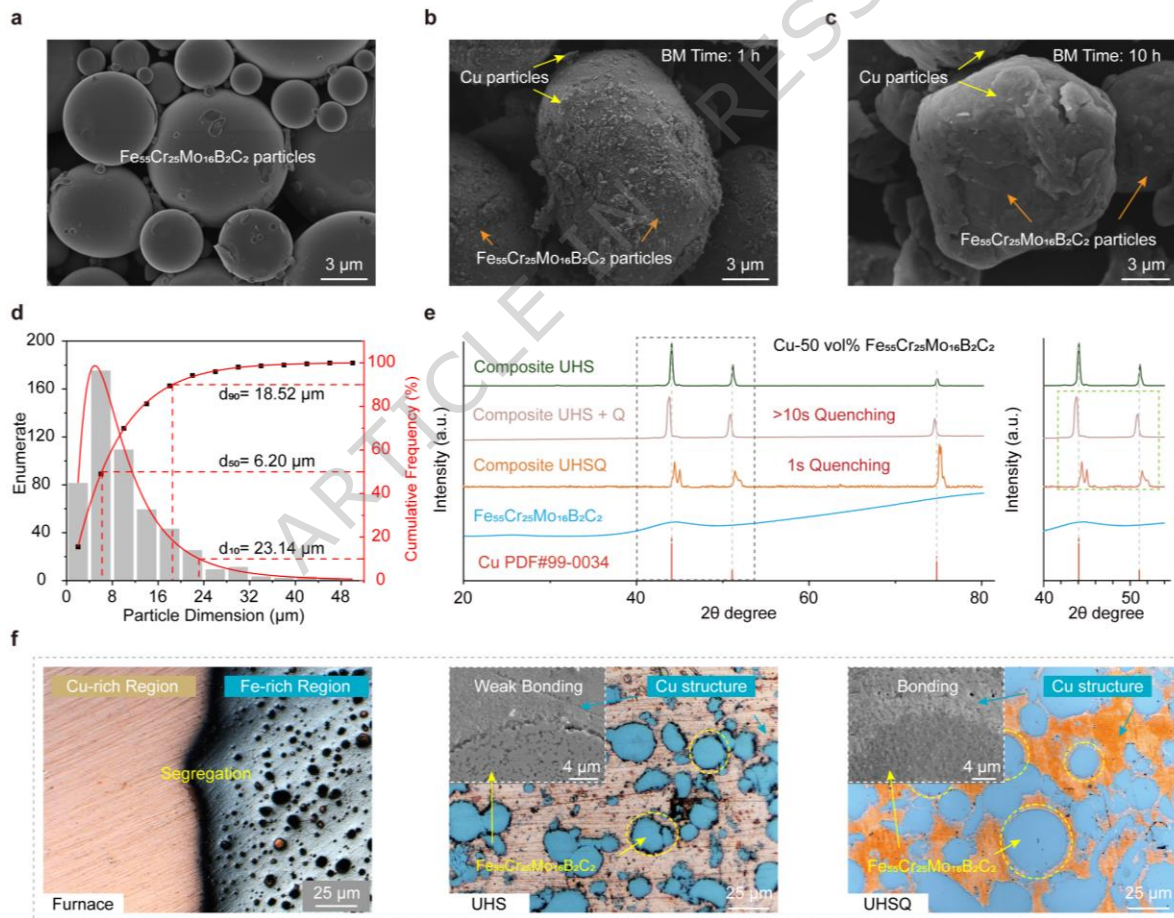 a
Fe₅₅Cr₂₅Mo₁₆B₂C₂ particles
3 μm
b
BM Time: 1 h
Cu particles
Fe₅₅Cr₂₅Mo₁₆B₂C₂ particles
3 μm
c
BM Time: 10 h
Cu particles
Fe₅₅Cr₂₅Mo₁₆B₂C₂ particles
3 μm
ARTICLE IN PRESS
d
200
160
120
80
40
0
Enumerate
100
80
60
40
20
0
Cumulative Frequency (%)
d₉₀= 18.52 μm
d₅₀= 6.20 μm
d₁₀= 23.14 μm
0 8 16 24 32 40 48
Particle Dimension (μm)
e
Intensity (a.u.)
Cu-50 vol% Fe₅₅Cr₂₅Mo₁₆B₂C₂
Composite UHS
Composite UHS + Q
>10s Quenching
Composite UHSQ
1s Quenching
Fe₅₅Cr₂₅Mo₁₆B₂C₂
Cu PDF#99-0034
20 40 60 80
2θ degree
Intensity (a.u.)
40 50
2θ degree
f
Cu-rich Region
Fe-rich Region
Segregation
Furnace
25 μm
Weak Bonding
Cu structure
4 μm
Fe₅₅Cr₂₅Mo₁₆B₂C₂
UHS
25 μm
Bonding
Cu structure
4 μm
Fe₅₅Cr₂₅Mo₁₆B₂C₂
UHSQ
25 μm